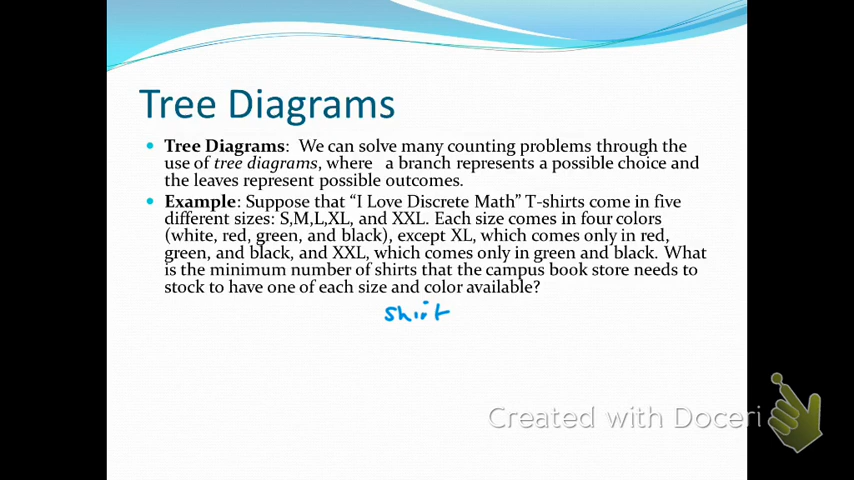 Tree Diagrams
• Tree Diagrams: We can solve many counting problems through the
use of tree diagrams, where a branch represents a possible choice and
the leaves represent possible outcomes.
• Example: Suppose that “I Love Discrete Math” T-shirts come in five
different sizes: S,M,L,XL, and XXL. Each size comes in four colors
(white, red, green, and black), except XL, which comes only in red,
green, and black, and XXL, which comes only in green and black. What
is the minimum number of shirts that the campus book store needs to
stock to have one of each size and color available?
shirt
Created with Doceri